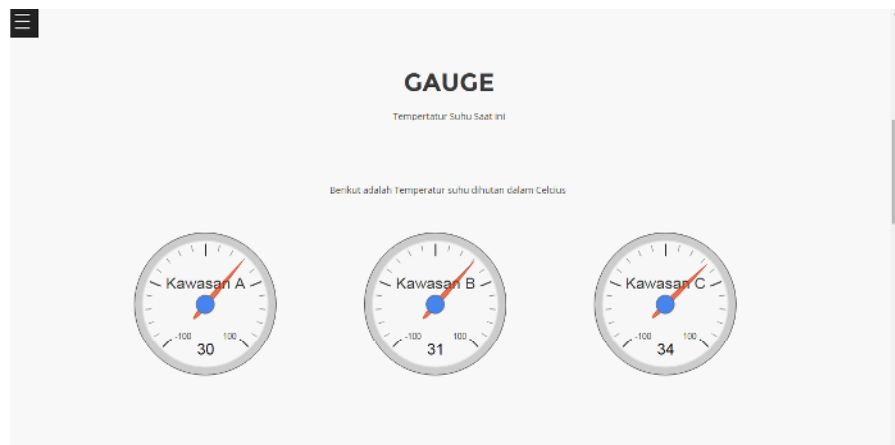 GAUGE
Tempertatur Suhu Saat ini
Berikut adalah Temperatur suhu dihutan dalam Celcius
Kawasan A
-100 100
30
Kawasan B
-100 100
31
Kawasan C
-100 100
34